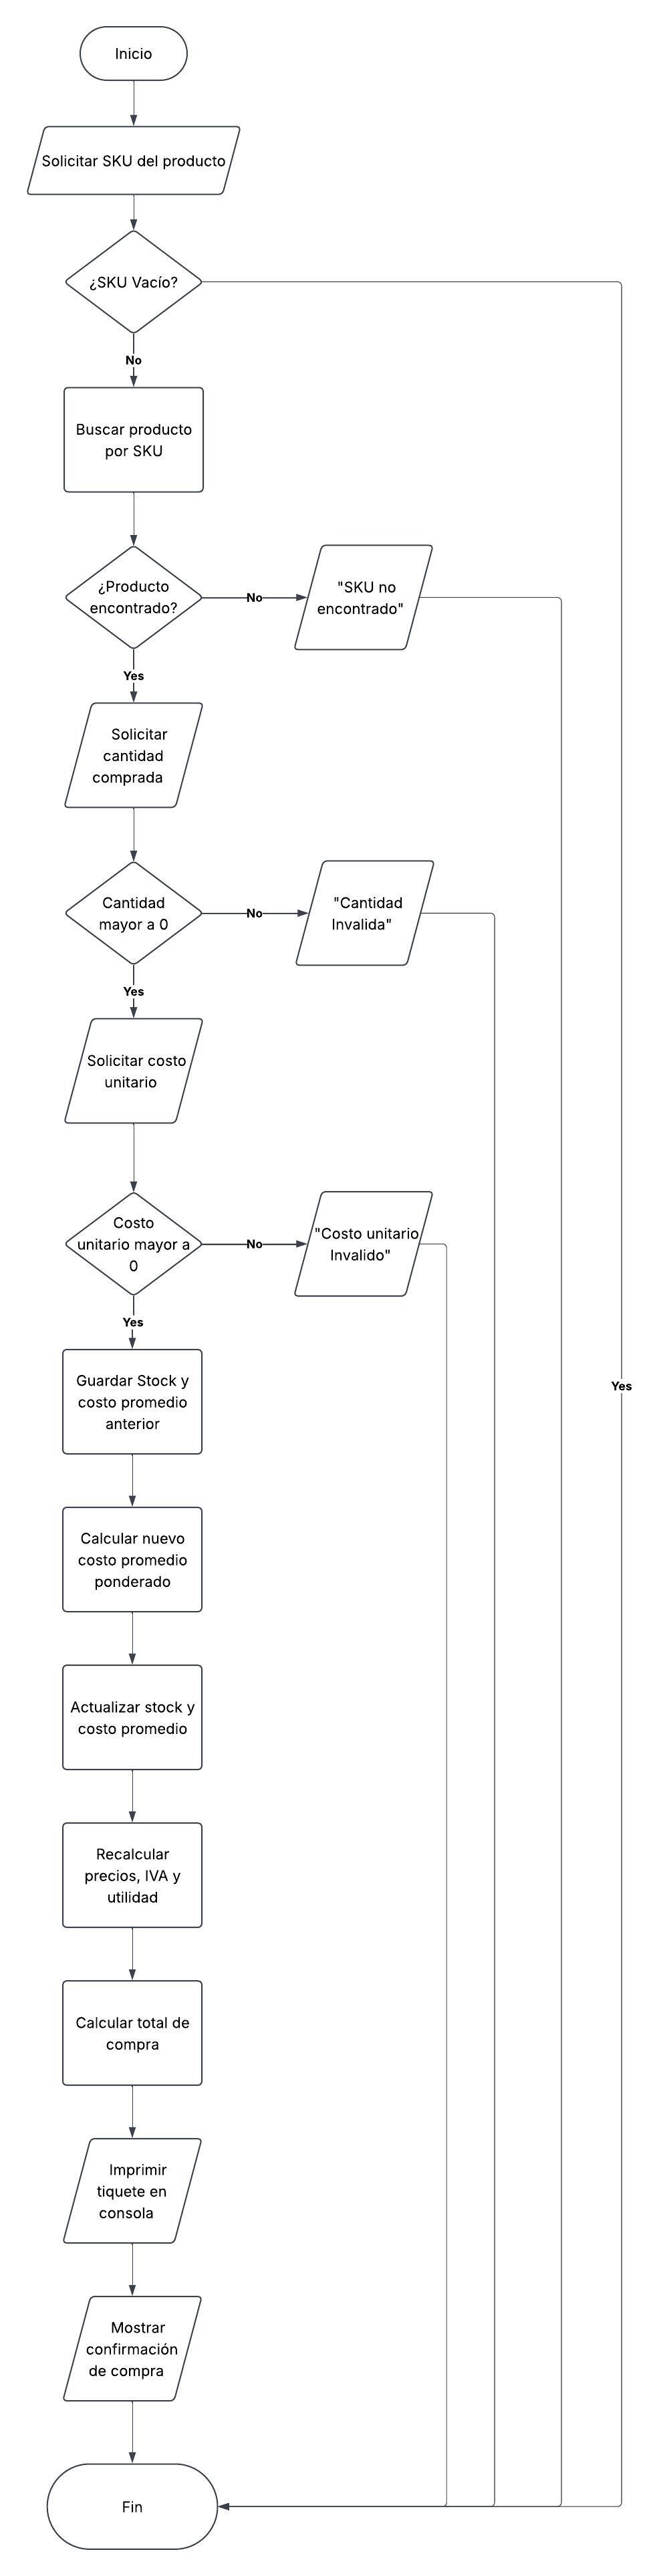 Inicio
Solicitar SKU del producto
¿SKU Vacío?
No
Buscar producto
por SKU
¿Producto
encontrado?
No
"SKU no
encontrado"
Yes
Solicitar
cantidad
comprada
Cantidad
mayor a 0
No
"Cantidad
Invalida"
Yes
Solicitar costo
unitario
Costo
unitario mayor a
0
No
"Costo unitario
Invalido"
Yes
Guardar Stock y
costo promedio
anterior
Yes
Calcular nuevo
costo promedio
ponderado
Actualizar stock y
costo promedio
Recalcular
precios, IVA y
utilidad
Calcular total de
compra
Imprimir
tiquete en
consola
Mostrar
confirmación
de compra
Fin